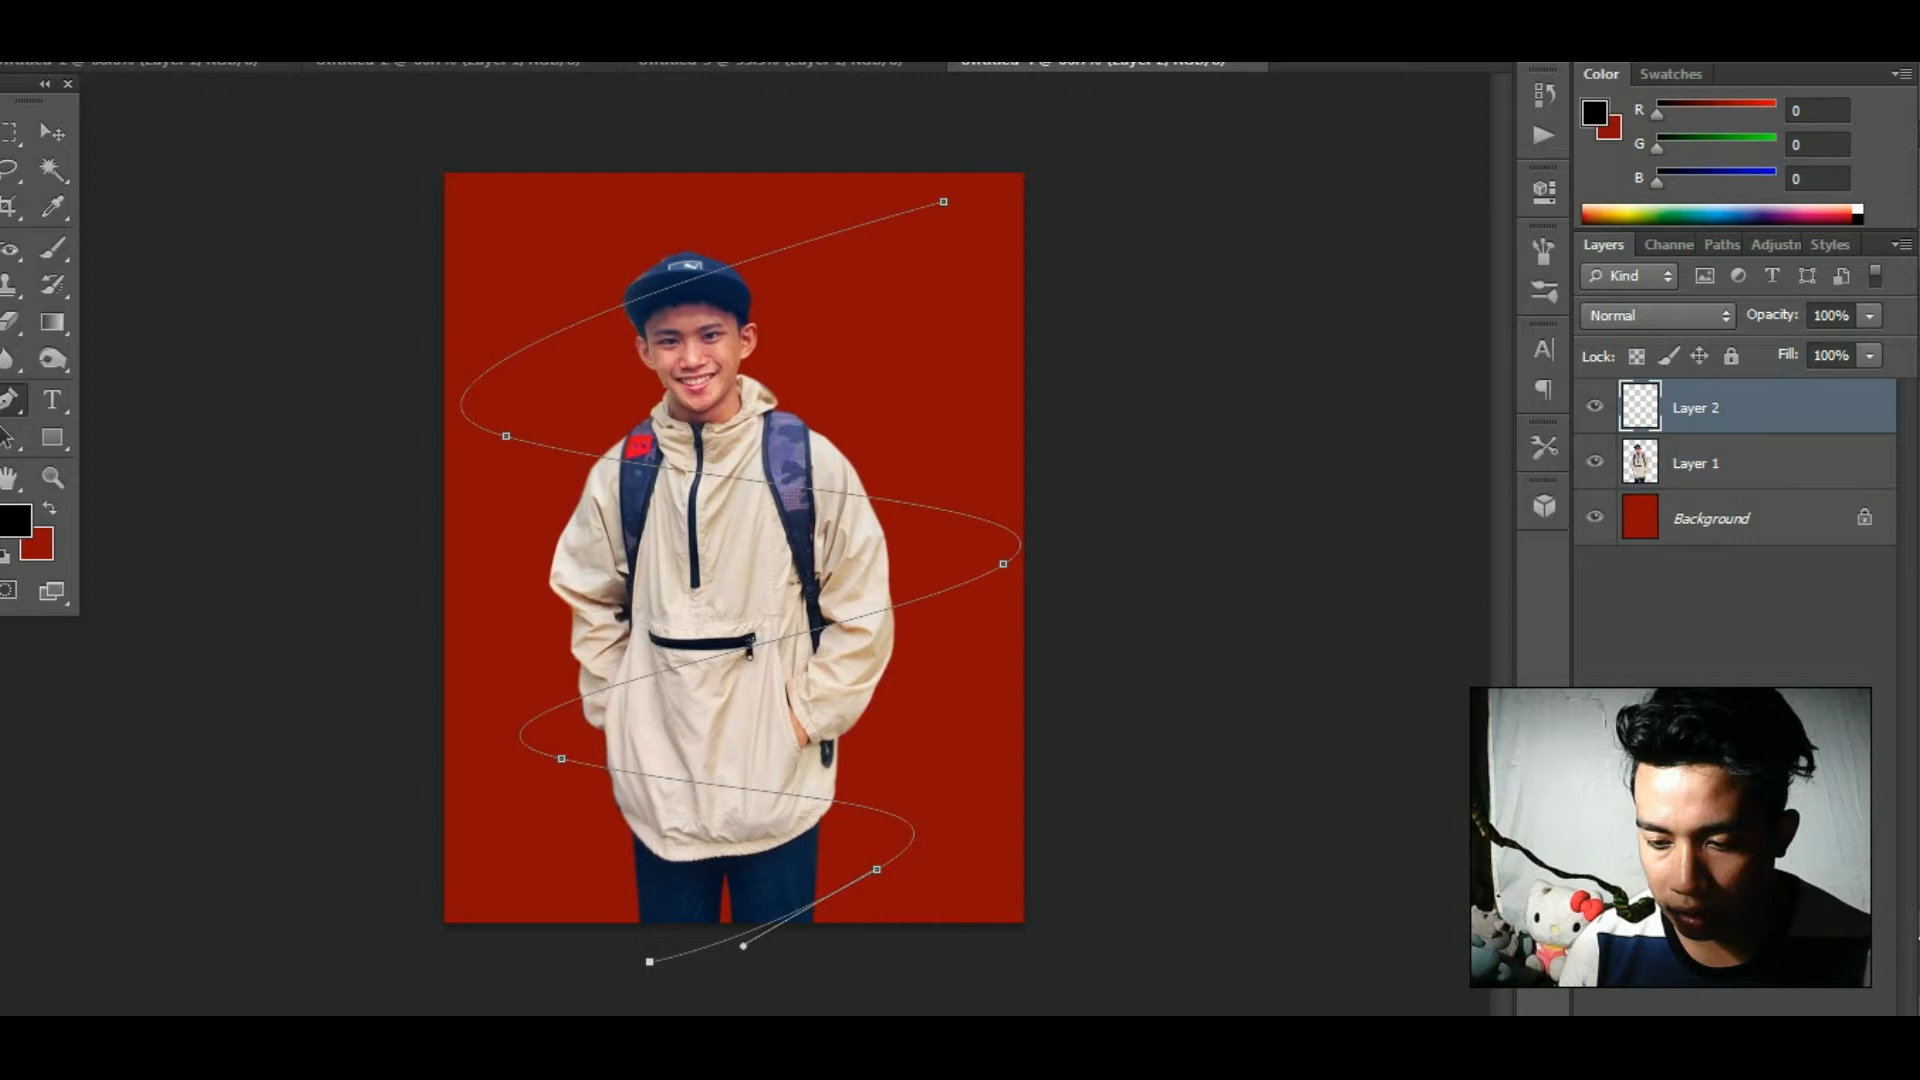 Color Swatches
R 0
G 0
B 0
Layers Channe Paths Adjustn Styles
Kind
Normal Opacity: 100%
Lock: Fill: 100%
Layer 2
Layer 1
Background